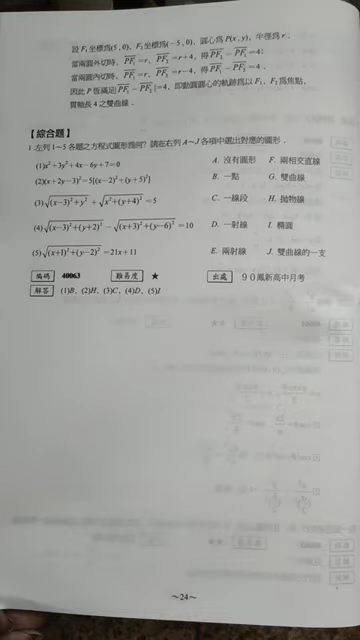 設 F₁ 坐標為(5 , 0)、F₂ 坐標為(－5 , 0)、圓心為 P(x , y)、半徑為 r．
當兩圓外切時、PF₁＝r、PF₂＝r＋4、得 PF₂－PF₁＝4；
當兩圓內切時、PF₁＝r、PF₂＝r－4、得 PF₁－PF₂＝4．
因此 P 恆滿足|PF₁－PF₂|＝4、即動圓圓心的軌跡為以 F₁、F₂ 為焦點、
貫軸長 4 之雙曲線．
【綜合題】
1.左列 1～5 各題之方程式圖形為何？請在右列 A～J 各項中選出對應的圖形．
(1)x²＋3y²＋4x－6y＋7＝0 A. 沒有圖形 F. 兩相交直線
(2)(x＋2y－3)²＝5[(x－2)²＋(y＋5)²] B. 一點 G. 雙曲線
(3)√(x－3)²＋y²＋√x²＋(y＋4)²＝5 C. 一線段 H. 拋物線
(4)√(x－3)²＋(y＋2)²－√(x－3)²＋(y＋6)²＝10 D. 一射線 I. 橢圓
(5)√(x＋1)²＋(y－2)²＝21x＋11 E. 兩射線 J. 雙曲線的一支
編碼 40063 難易度 ★ 出處 ９０鳳新高中月考
解答 (1)B、(2)H、(3)C、(4)D、(5)I
～24～